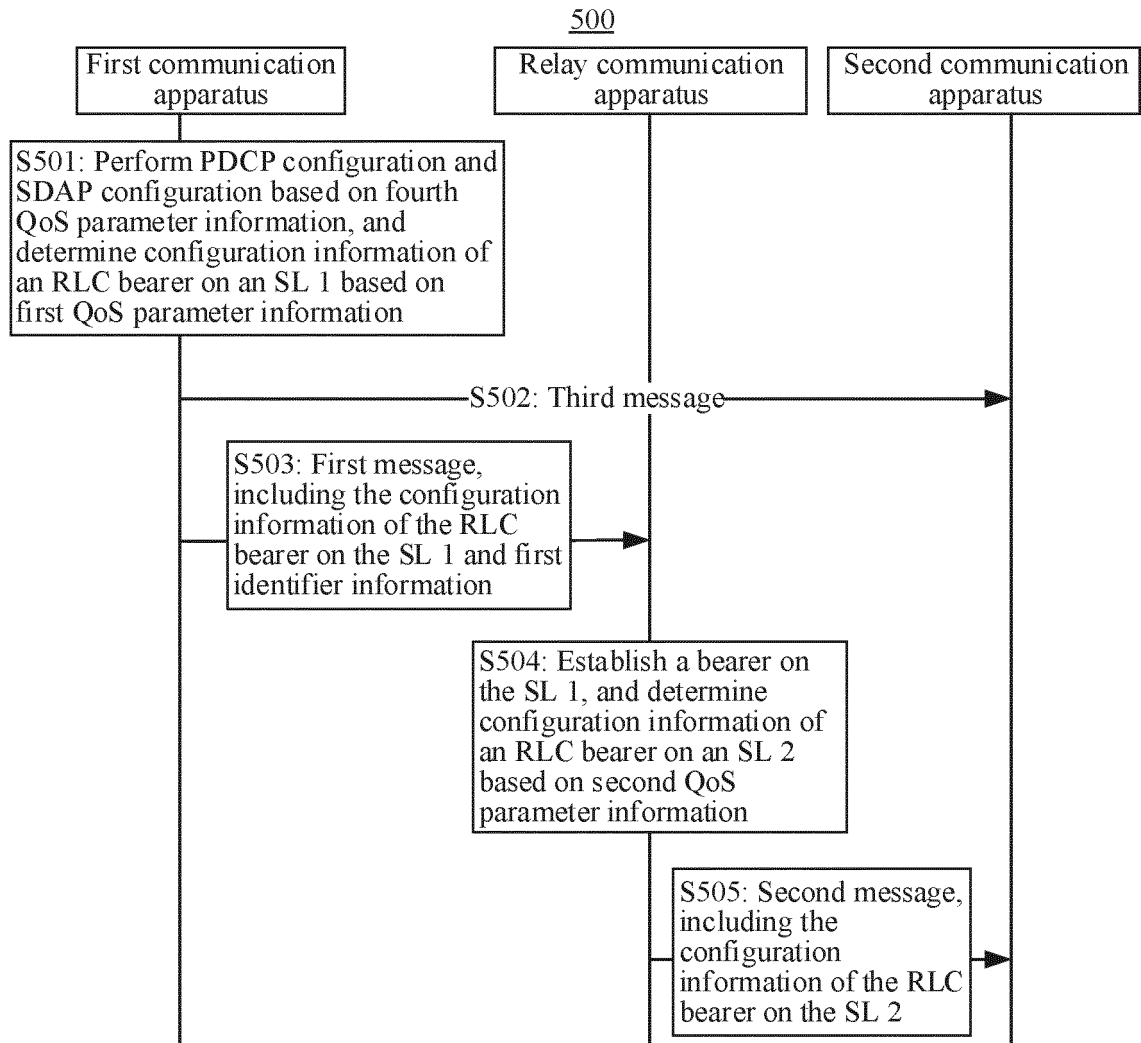 500
First communication
apparatus
Relay communication
apparatus
Second communication
apparatus
S501: Perform PDCP configuration and
SDAP configuration based on fourth
QoS parameter information, and
determine configuration information of
an RLC bearer on an SL 1 based on
first QoS parameter information
S502: Third message
S503: First message,
including the configuration
information of the RLC
bearer on the SL 1 and first
identifier information
S504: Establish a bearer on
the SL 1, and determine
configuration information of
an RLC bearer on an SL 2
based on second QoS
parameter information
S505: Second message,
including the
configuration
information of the RLC
bearer on the SL 2